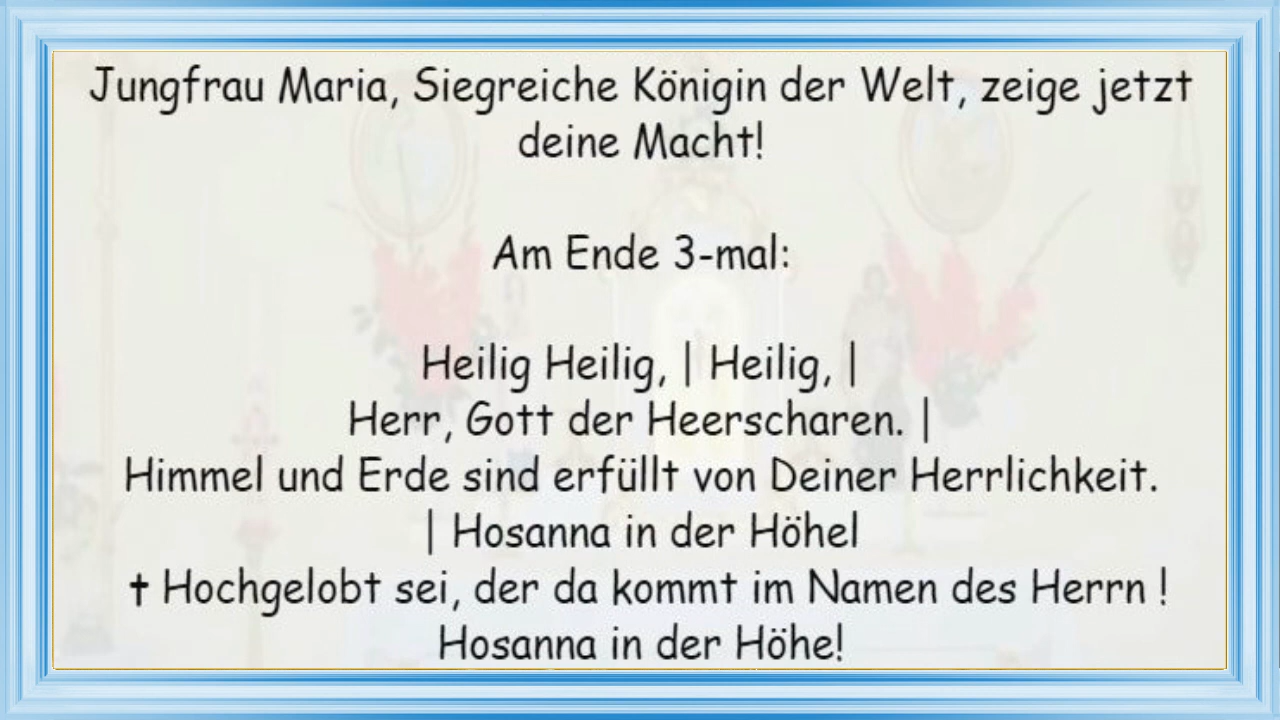 Jungfrau Maria, Siegreiche Königin der Welt, zeige jetzt
deine Macht!
Am Ende 3-mal:
Heilig Heilig, | Heilig, |
Herr, Gott der Heerscharen. |
Himmel und Erde sind erfüllt von Deiner Herrlichkeit.
| Hosanna in der Höhel
✝ Hochgelobt sei, der da kommt im Namen des Herrn !
Hosanna in der Höhe!